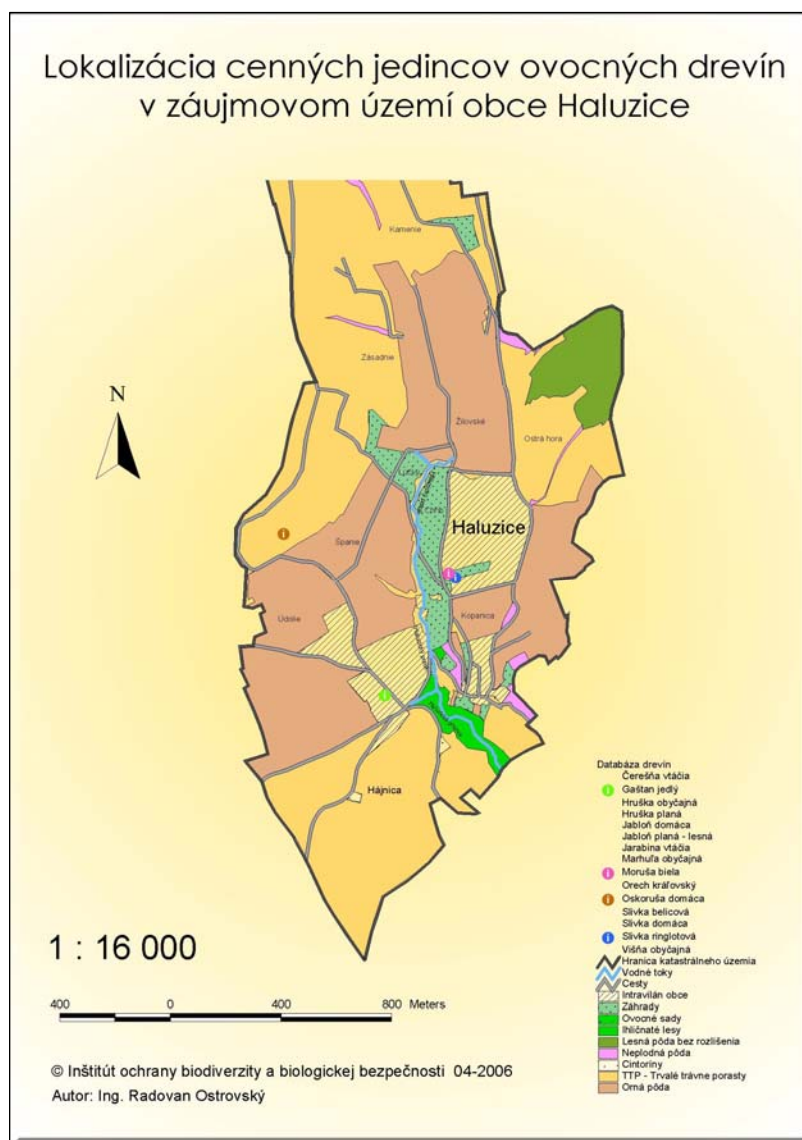 Lokalizácia cenných jedincov ovocných drevín
v záujmovom území obce Haluzice
Kamenie
Zásadnie
N
Žilovské
Ostrá hora
Haluzice
Španie
Údolie
Kopanica
Hájnica
Databáza drevín
Čerešňa vtáčia
Gaštan jedlý
Hruška obyčajná
Hruška planá
Jabloň domáca
Jabloň planá - lesná
Jarabina vtáčia
Marhuľa obyčajná
Moruša biela
Orech kráľovský
Oskoruša domáca
Slivka belicová
Slivka domáca
Slivka ringlotová
Višňa obyčajná
Hranica katastrálneho územia
Vodné toky
Cesty
Intravilán obce
Záhrady
Ovocné sady
Ihličnaté lesy
Lesná pôda bez rozlíšenia
Neplodná pôda
Cintoríny
TTP - Trvalé trávne porasty
Orná pôda
1 : 16 000
400 0 400 800 Meters
© Inštitút ochrany biodiverzity a biologickej bezpečnosti 04-2006
Autor: Ing. Radovan Ostrovský